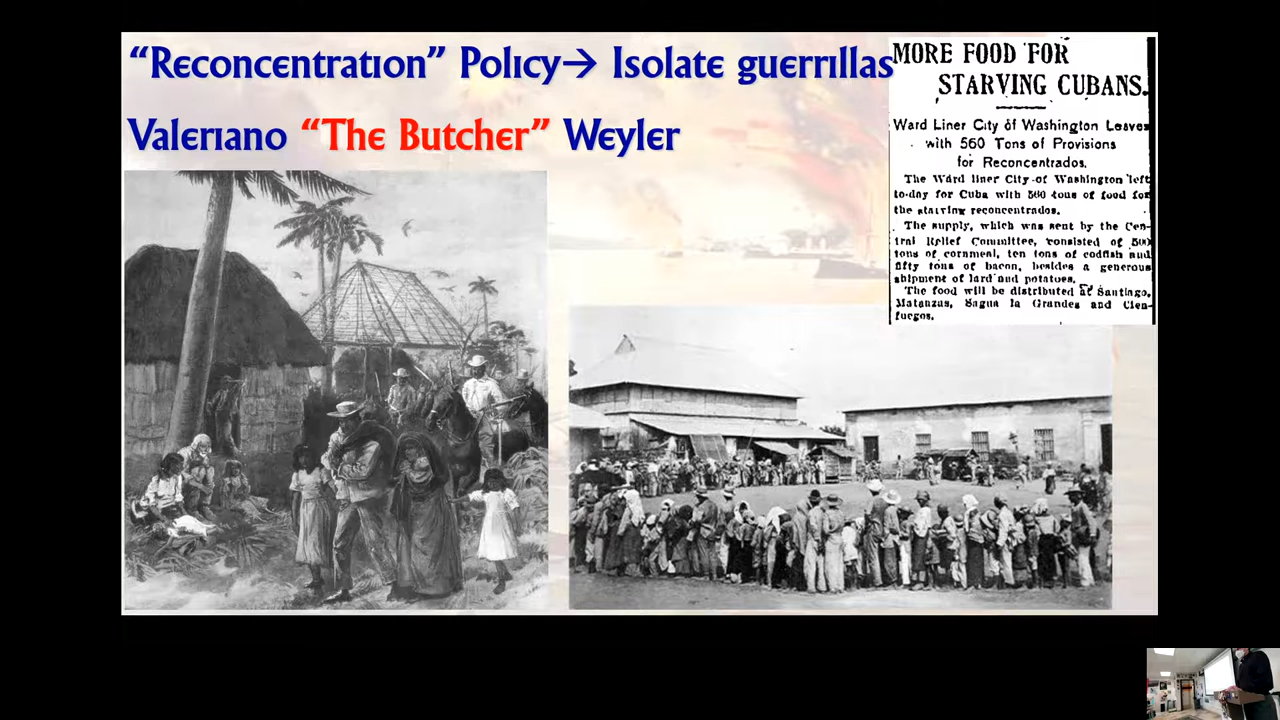 “Reconcentration” Policy→ Isolate guerrillas
Valeriano “The Butcher” Weyler
MORE FOOD FOR
STARVING CUBANS.
Ward Liner City of Washington Leaves
with 560 Tons of Provisions
for Reconcentrados.
The Ward liner City of Washington left
to-day for Cuba with 560 tons of food for
the starving reconcentrados.
The supply, which was sent by the Cen-
tral Relief Committee, consisted of 500
tons of cornmeal, ten tons of codfish and
fifty tons of bacon, besides a generous
shipment of lard and potatoes.
The food will be distributed at Santiago,
Matanzas, Sagua la Grandes and Cien-
fuegos.